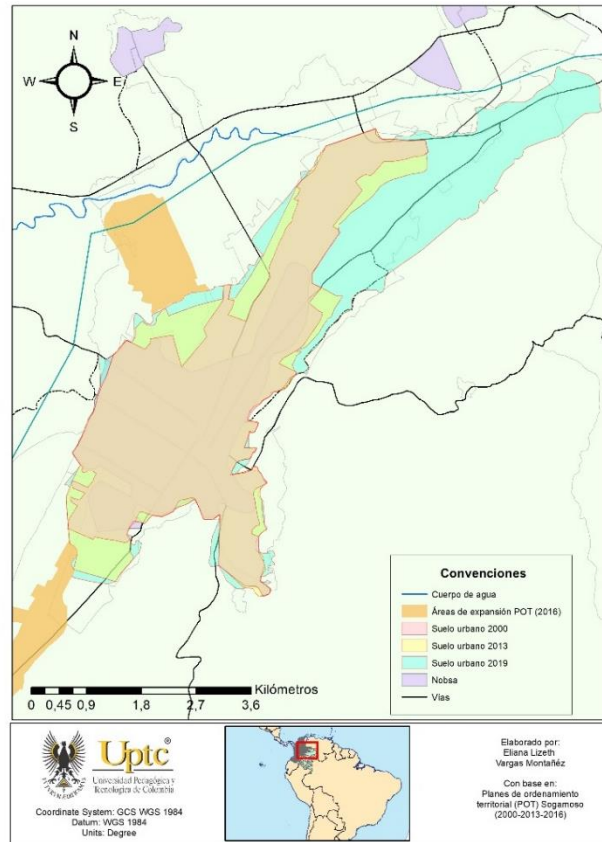 N
W
E
S
Convenciones
Cuerpo de agua
Áreas de expansión POT (2016)
Suelo urbano 2000
Suelo urbano 2013
Suelo urbano 2019
Nobsa
Vías
Kilómetros
0 0,45 0,9 1,8 2,7 3,6
Uptc®
Universidad Pedagógica y
Tecnológica de Colombia
Coordinate System: GCS WGS 1984
Datum: WGS 1984
Units: Degree
Elaborado por:
Eliana Lizeth
Vargas Montañéz
Con base en:
Planes de ordenamiento
territorial (POT) Sogamoso
(2000-2013-2016)